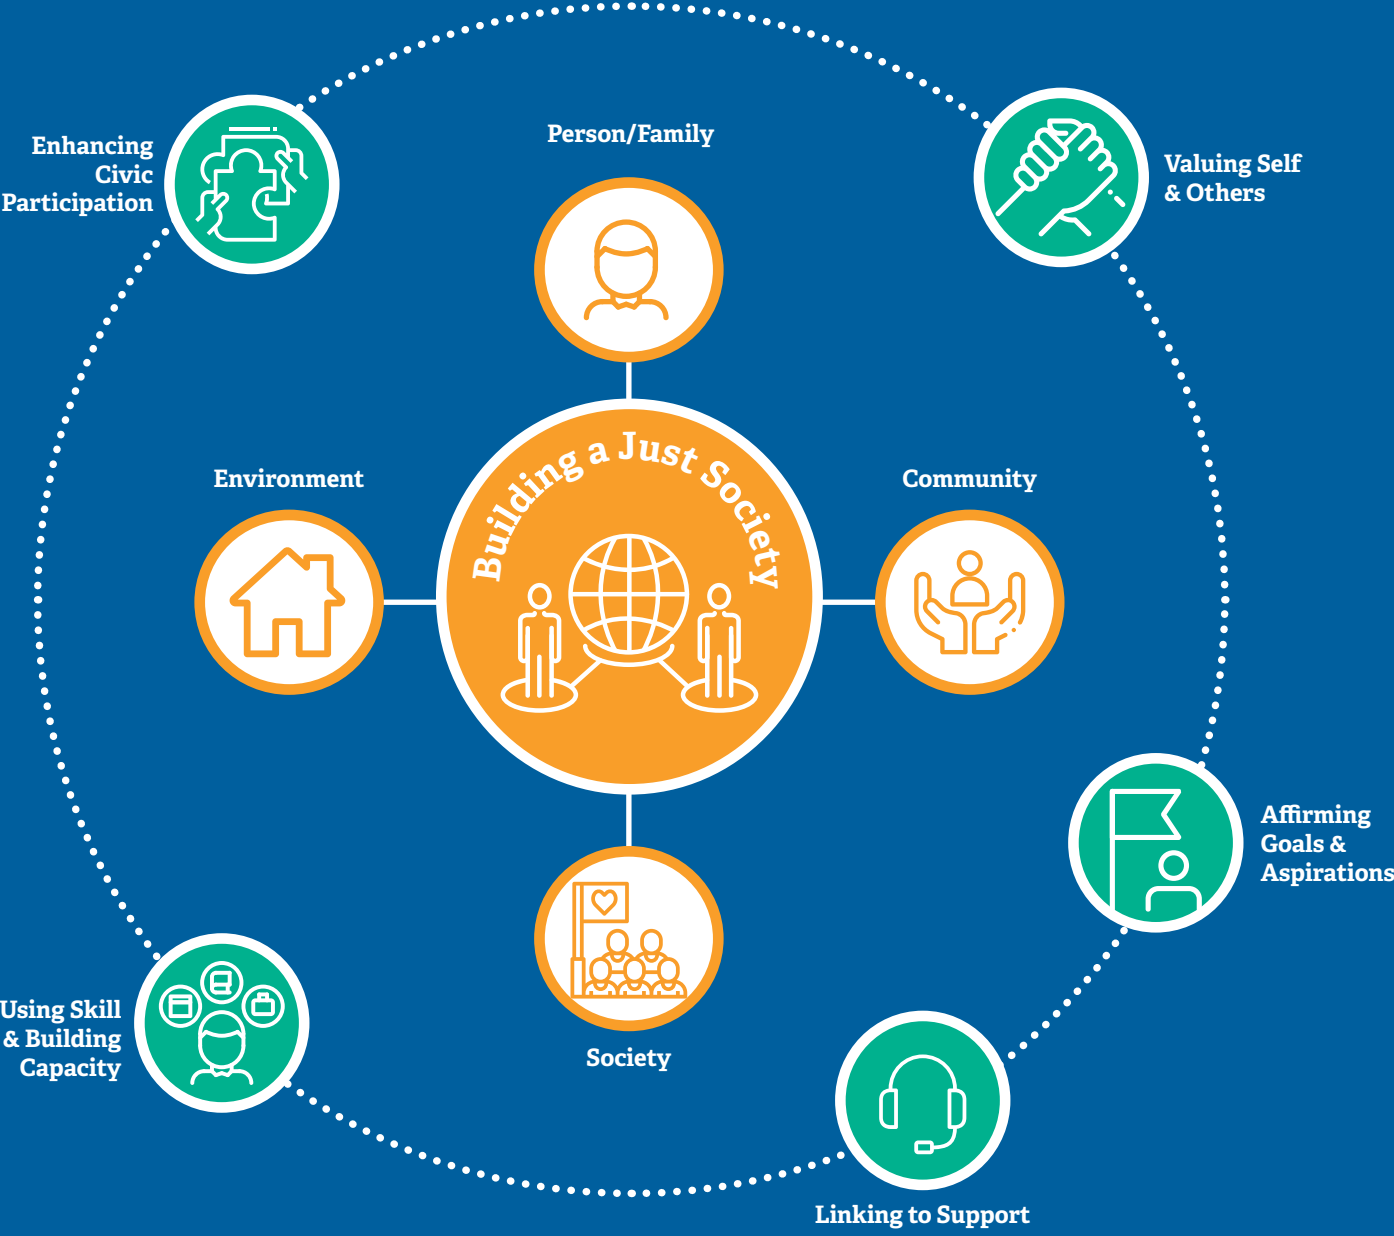 Enhancing
Civic
Participation
Person/Family
Valuing Self
& Others
Environment
Building a Just Society
Community
Affirming
Goals &
Aspirations
Using Skill
& Building
Capacity
Society
Linking to Support